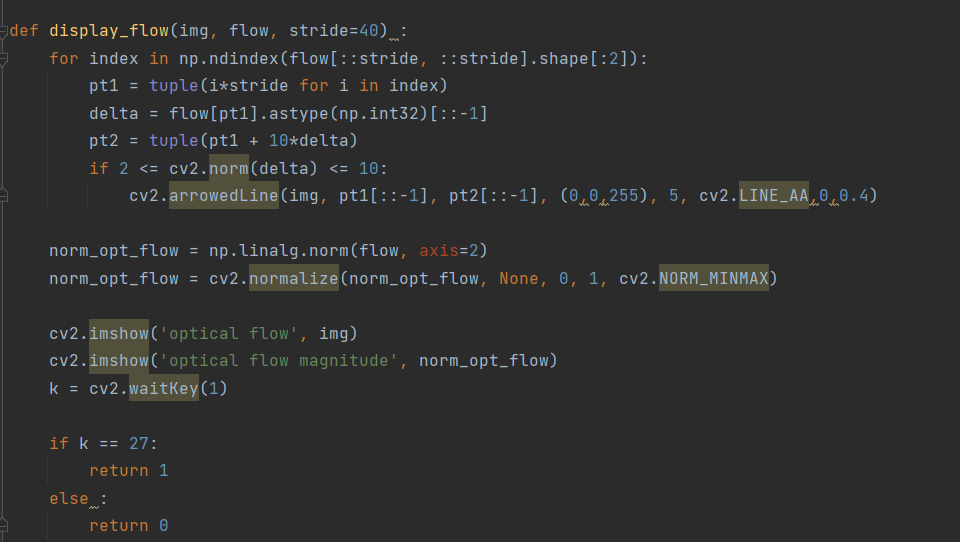 def display_flow(img, flow, stride=40) :
    for index in np.ndindex(flow[::stride, ::stride].shape[:2]):
        pt1 = tuple(i*stride for i in index)
        delta = flow[pt1].astype(np.int32)[::-1]
        pt2 = tuple(pt1 + 10*delta)
        if 2 <= cv2.norm(delta) <= 10:
            cv2.arrowedLine(img, pt1[::-1], pt2[::-1], (0,0,255), 5, cv2.LINE_AA,0,0.4)
    norm_opt_flow = np.linalg.norm(flow, axis=2)
    norm_opt_flow = cv2.normalize(norm_opt_flow, None, 0, 1, cv2.NORM_MINMAX)
    cv2.imshow('optical flow', img)
    cv2.imshow('optical flow magnitude', norm_opt_flow)
    k = cv2.waitKey(1)
    if k == 27:
        return 1
    else :
        return 0